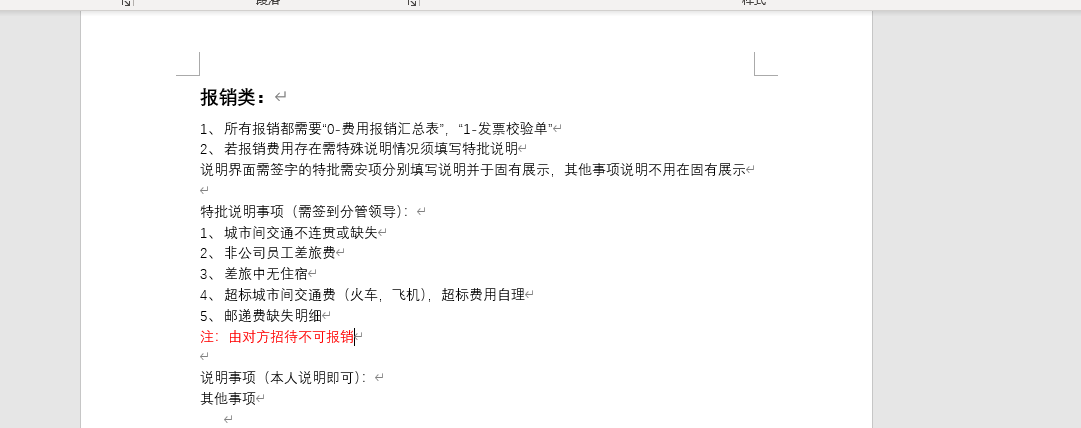 段落
样式
报销类：
1、 所有报销都需要“0-费用报销汇总表”，“1-发票校验单”
2、 若报销费用存在需特殊说明情况须填写特批说明
说明界面需签字的特批需安项分别填写说明并于固有展示，其他事项说明不用在固有展示
特批说明事项（需签到分管领导）：
1、 城市间交通不连贯或缺失
2、 非公司员工差旅费
3、 差旅中无住宿
4、 超标城市间交通费（火车，飞机），超标费用自理
5、 邮递费缺失明细
注：由对方招待不可报销
说明事项（本人说明即可）：
其他事项